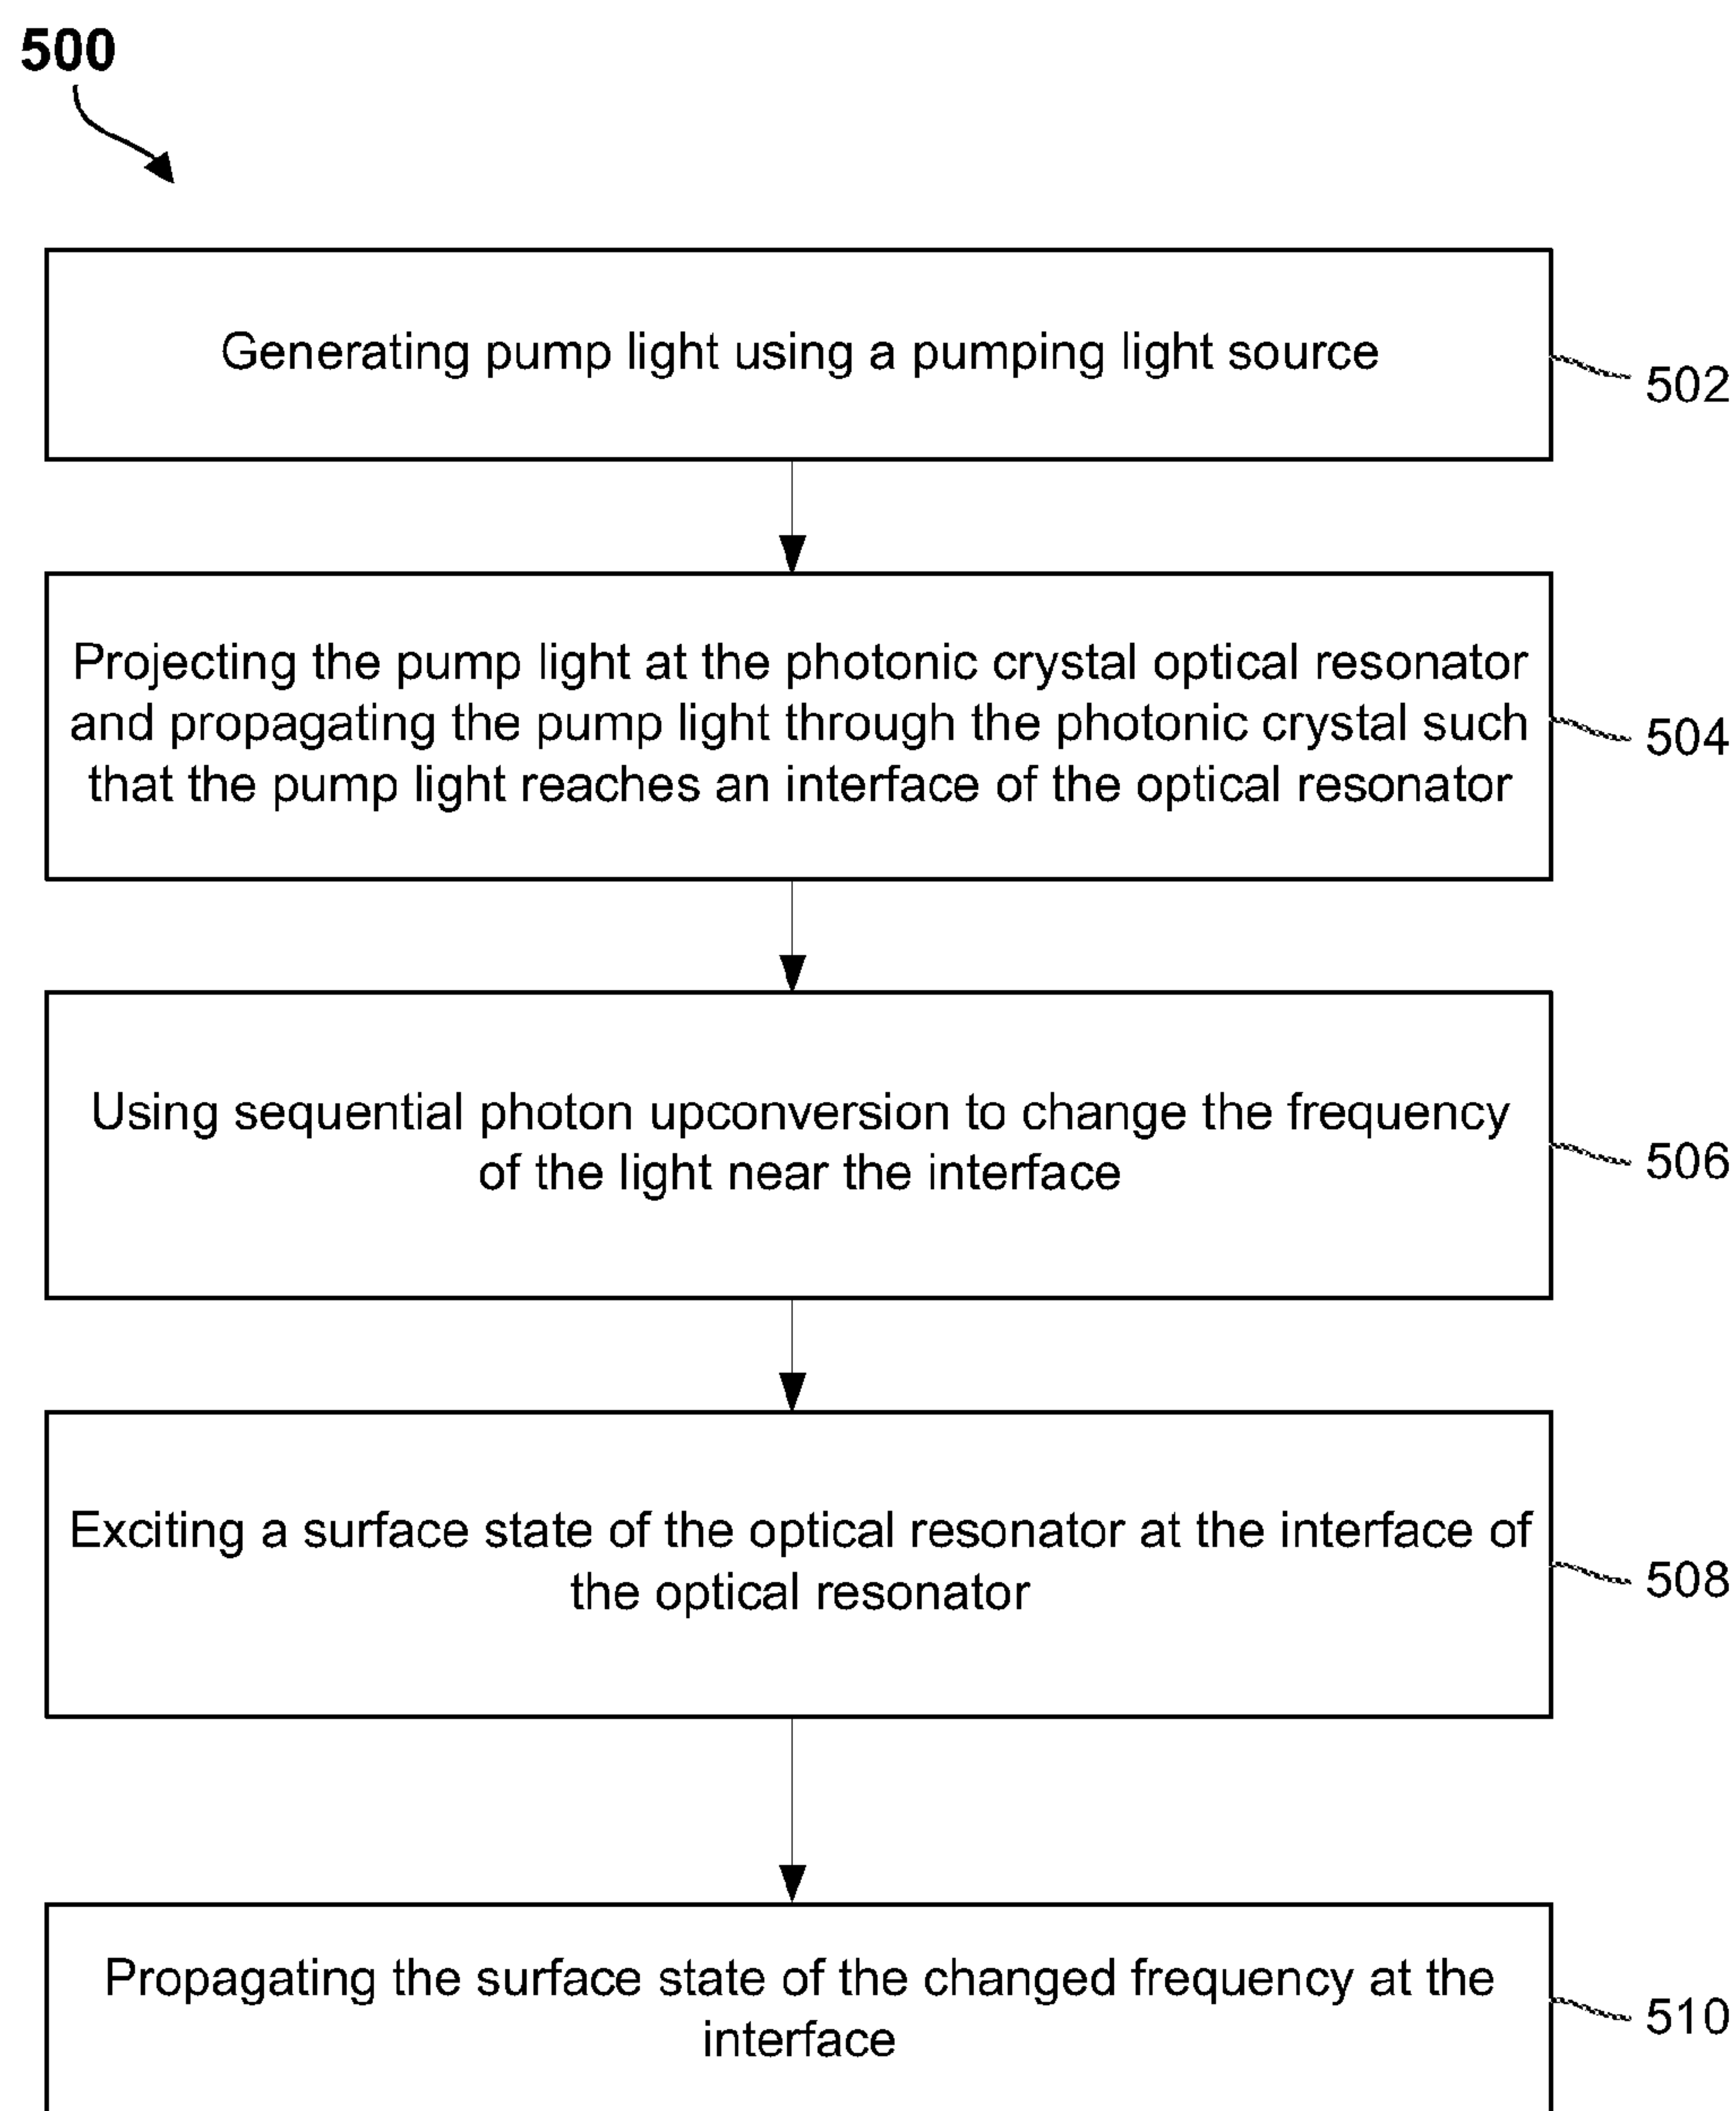 500
Generating pump light using a pumping light source
502
Projecting the pump light at the photonic crystal optical resonator
and propagating the pump light through the photonic crystal such
that the pump light reaches an interface of the optical resonator
504
Using sequential photon upconversion to change the frequency
of the light near the interface
506
Exciting a surface state of the optical resonator at the interface of
the optical resonator
508
Propagating the surface state of the changed frequency at the
interface
510